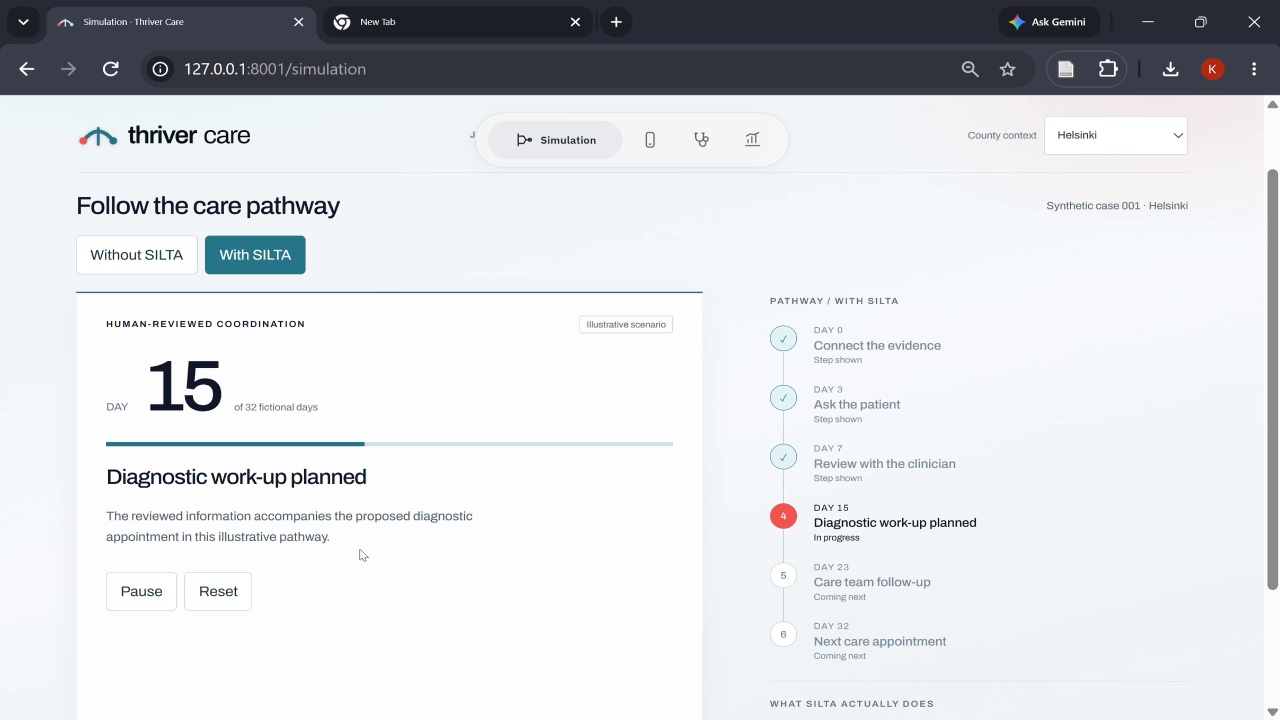 Simulation · Thriver Care
New Tab
Ask Gemini
127.0.0.1:8001/simulation
K
thriver care
J
Simulation
County context
Helsinki
Follow the care pathway
Synthetic case 001 · Helsinki
Without SILTA
With SILTA
HUMAN-REVIEWED COORDINATION
Illustrative scenario
DAY 15 of 32 fictional days
Diagnostic work-up planned
The reviewed information accompanies the proposed diagnostic
appointment in this illustrative pathway.
Pause
Reset
PATHWAY / WITH SILTA
DAY 0
Connect the evidence
Step shown
DAY 3
Ask the patient
Step shown
DAY 7
Review with the clinician
Step shown
4
DAY 15
Diagnostic work-up planned
In progress
5
DAY 23
Care team follow-up
Coming next
6
DAY 32
Next care appointment
Coming next
WHAT SILTA ACTUALLY DOES